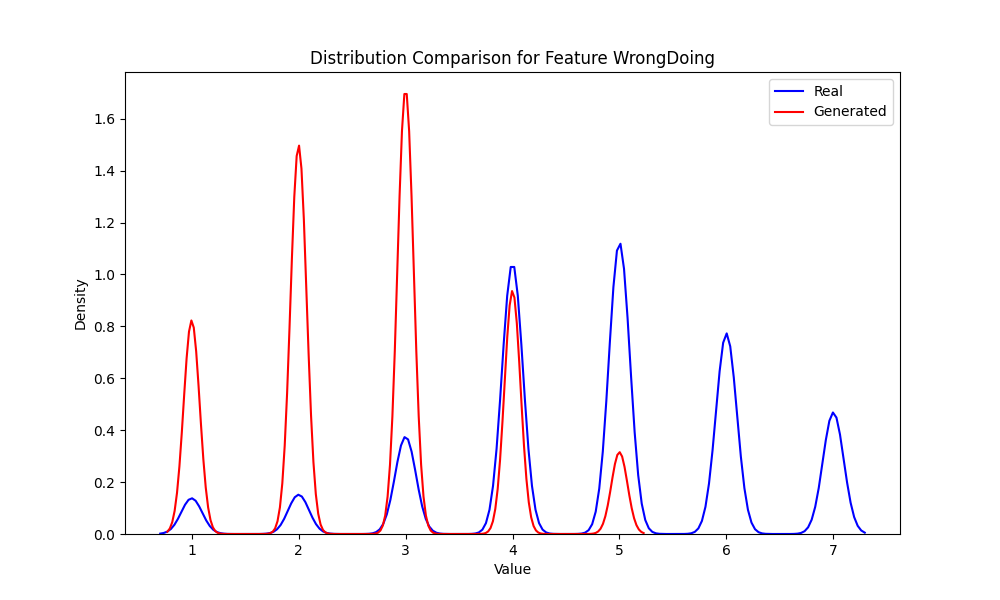 Distribution Comparison for Feature WrongDoing
Real
Generated
Density
1.6
1.4
1.2
1.0
0.8
0.6
0.4
0.2
0.0
1 2 3 4 5 6 7
Value